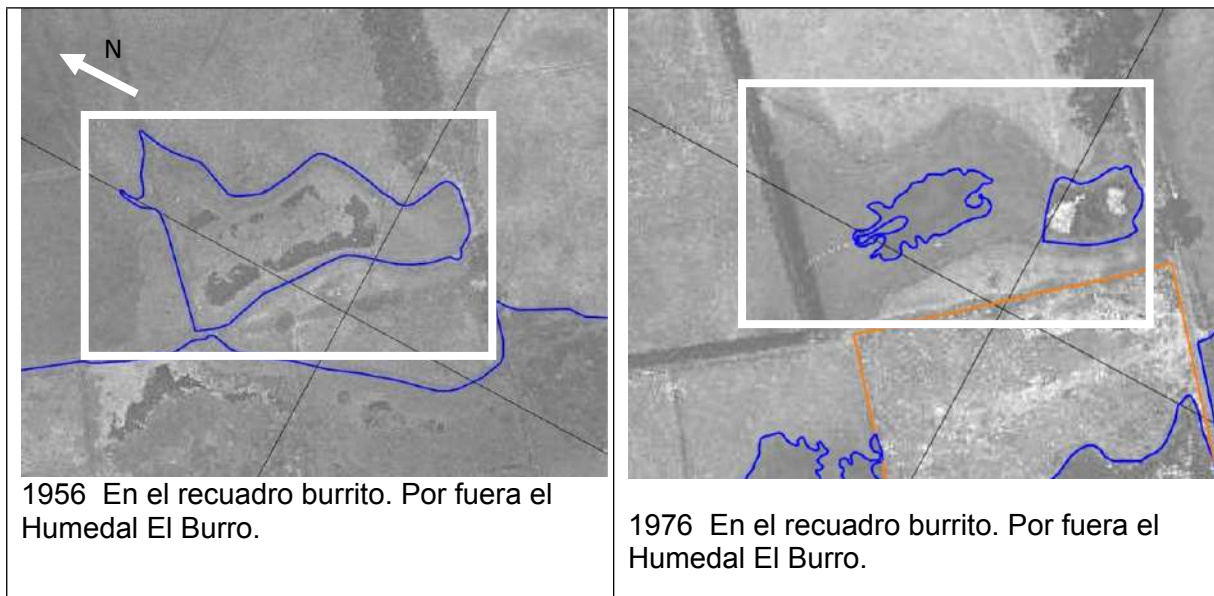 N
1956 En el recuadro burrito. Por fuera el
Humedal El Burro.
1976 En el recuadro burrito. Por fuera el
Humedal El Burro.